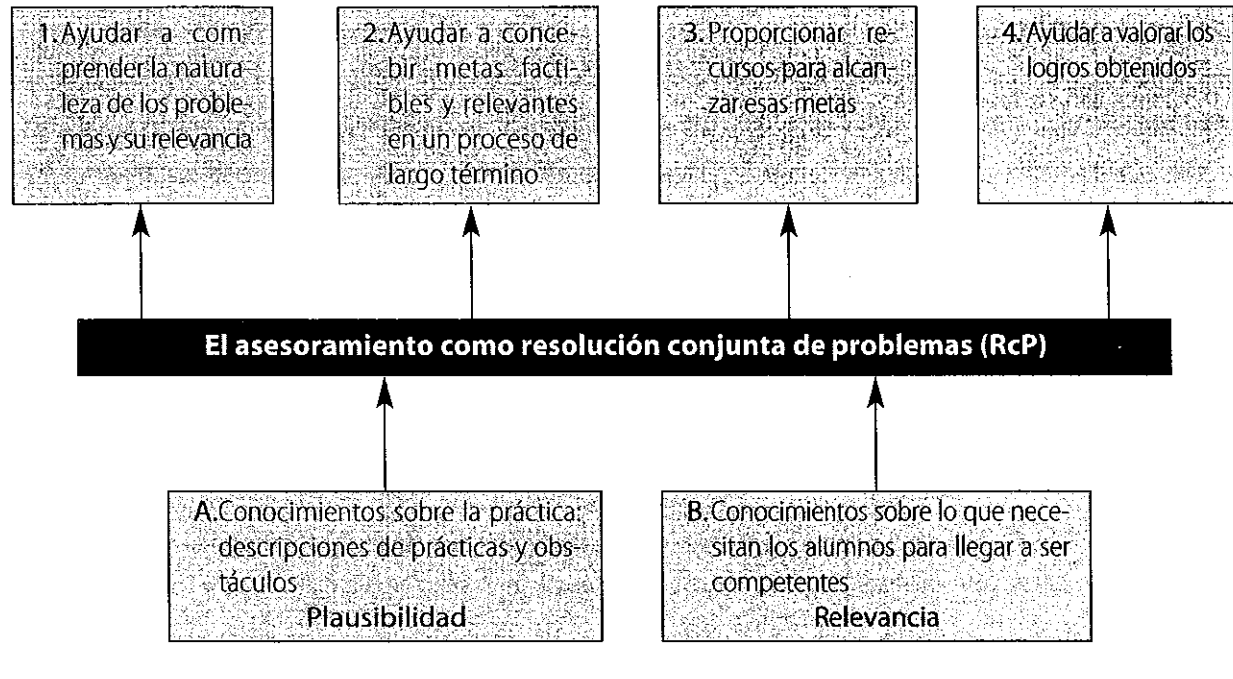 1. Ayudar a com-
prender la natura-
leza de los proble-
mas y su relevancia
2. Ayudar a conce-
bir metas facti-
bles y relevantes
en un proceso de
largo término
3. Proporcionar re-
cursos para alcan-
zar esas metas
4. Ayudar a valorar los
logros obtenidos
El asesoramiento como resolución conjunta de problemas (RcP)
A. Conocimientos sobre la práctica:
descripciones de prácticas y obs-
táculos
Plausibilidad
B. Conocimientos sobre lo que nece-
sitan los alumnos para llegar a ser
competentes
Relevancia